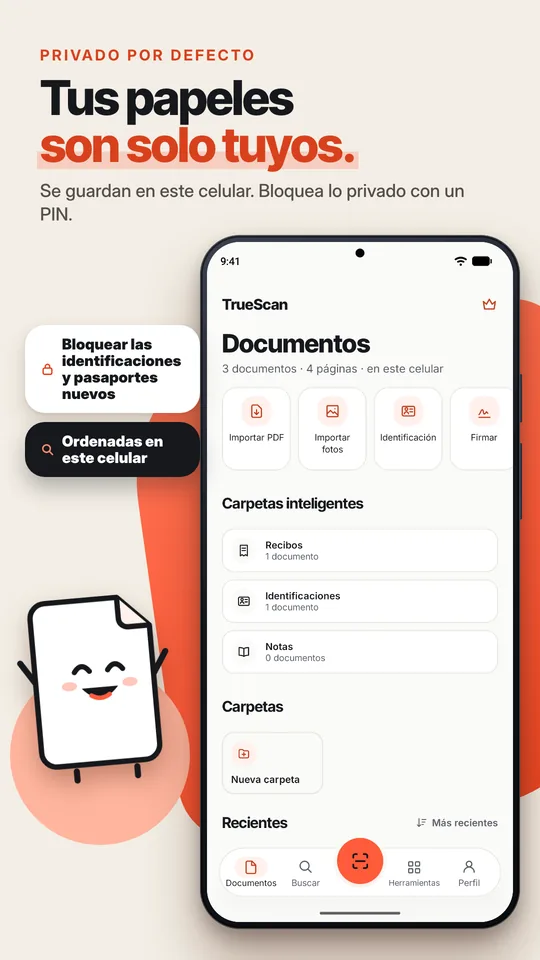 PRIVADO POR DEFECTO
Tus papeles
son solo tuyos.
Se guardan en este celular. Bloquea lo privado con un
PIN.
9:41
TrueScan
Documentos
3 documentos · 4 páginas · en este celular
Bloquear las
identificaciones
y pasaportes
nuevos
Ordenadas en
este celular
Importar PDF
Importar
fotos
Identificación
Firmar
Carpetas inteligentes
Recibos
1 documento
Identificaciones
1 documento
Notas
0 documentos
Carpetas
Nueva carpeta
Recientes
Más recientes
Documentos
Buscar
Herramientas
Perfil